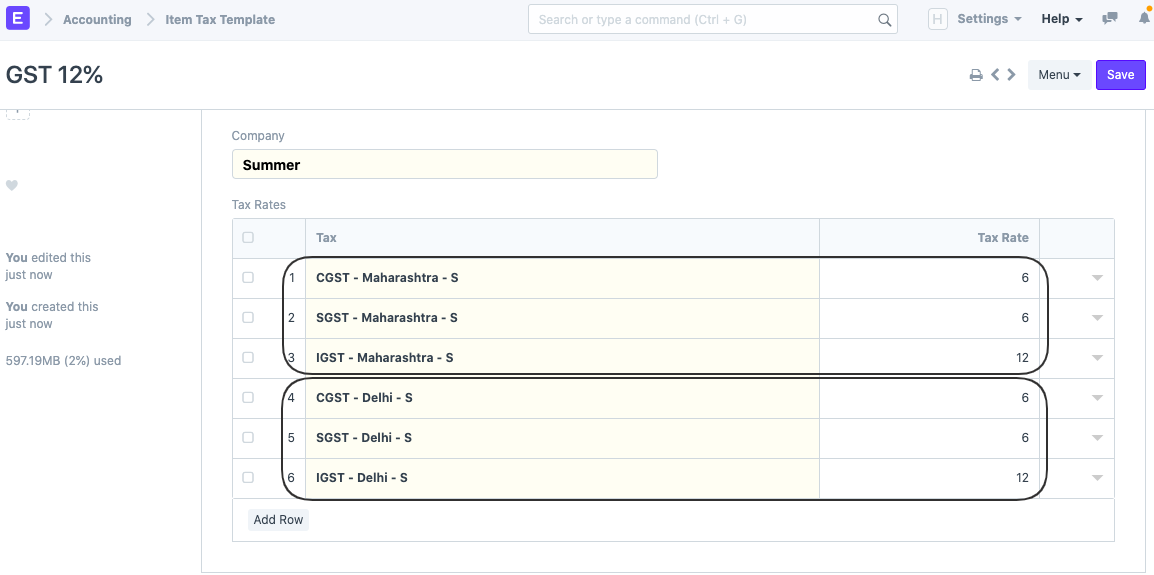 E Accounting Item Tax Template Search or type a command (Ctrl + G) H Settings Help
GST 12% Menu Save
Company
Summer
Tax Rates
Tax Tax Rate
1 CGST - Maharashtra - S 6
2 SGST - Maharashtra - S 6
3 IGST - Maharashtra - S 12
4 CGST - Delhi - S 6
5 SGST - Delhi - S 6
6 IGST - Delhi - S 12
Add Row
You edited this
just now
You created this
just now
597.19MB (2%) used